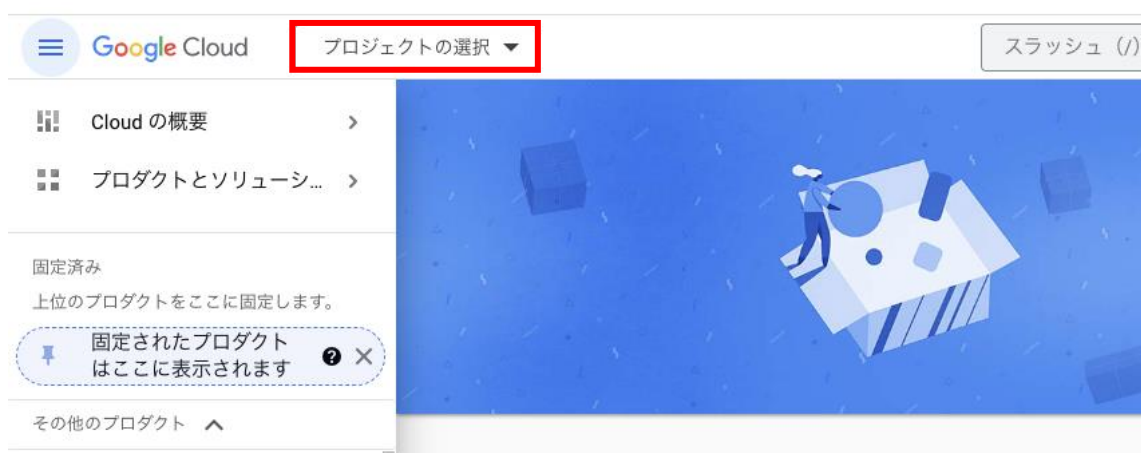 Google Cloud
プロジェクトの選択
スラッシュ (/)
Cloud の概要
プロダクトとソリューシ...
固定済み
上位のプロダクトをここに固定します。
固定されたプロダクト
はここに表示されます
その他のプロダクト